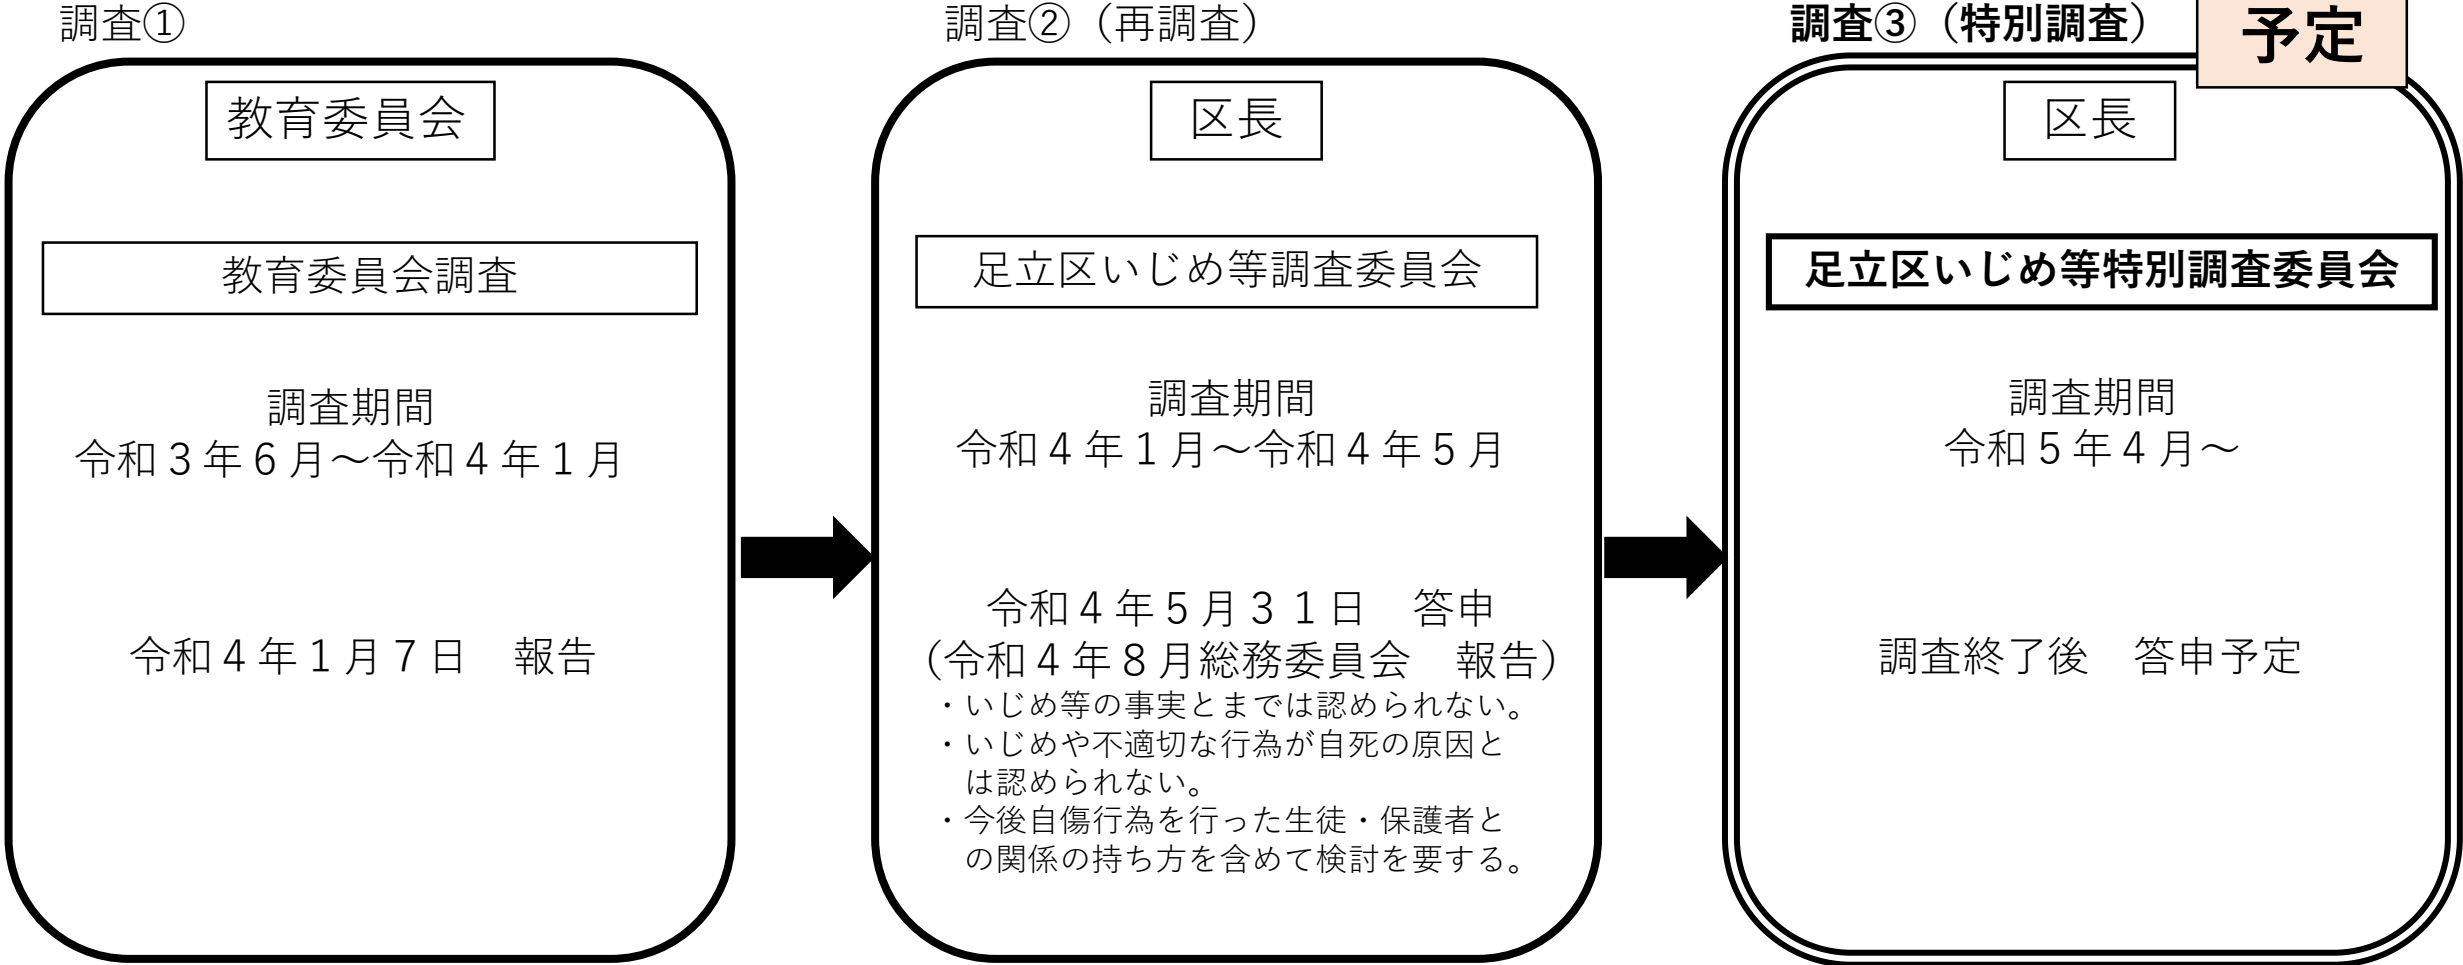 調査①
教育委員会
教育委員会調査
調査期間
令和３年６月～令和４年１月
令和４年１月７日　報告
調査②（再調査）
区長
足立区いじめ等調査委員会
調査期間
令和４年１月～令和４年５月
令和４年５月３１日　答申
（令和４年８月総務委員会　報告）
・いじめ等の事実とまでは認められない。
・いじめや不適切な行為が自死の原因と
は認められない。
・今後自傷行為を行った生徒・保護者と
の関係の持ち方を含めて検討を要する。
調査③（特別調査）
予定
区長
足立区いじめ等特別調査委員会
調査期間
令和５年４月～
調査終了後　答申予定